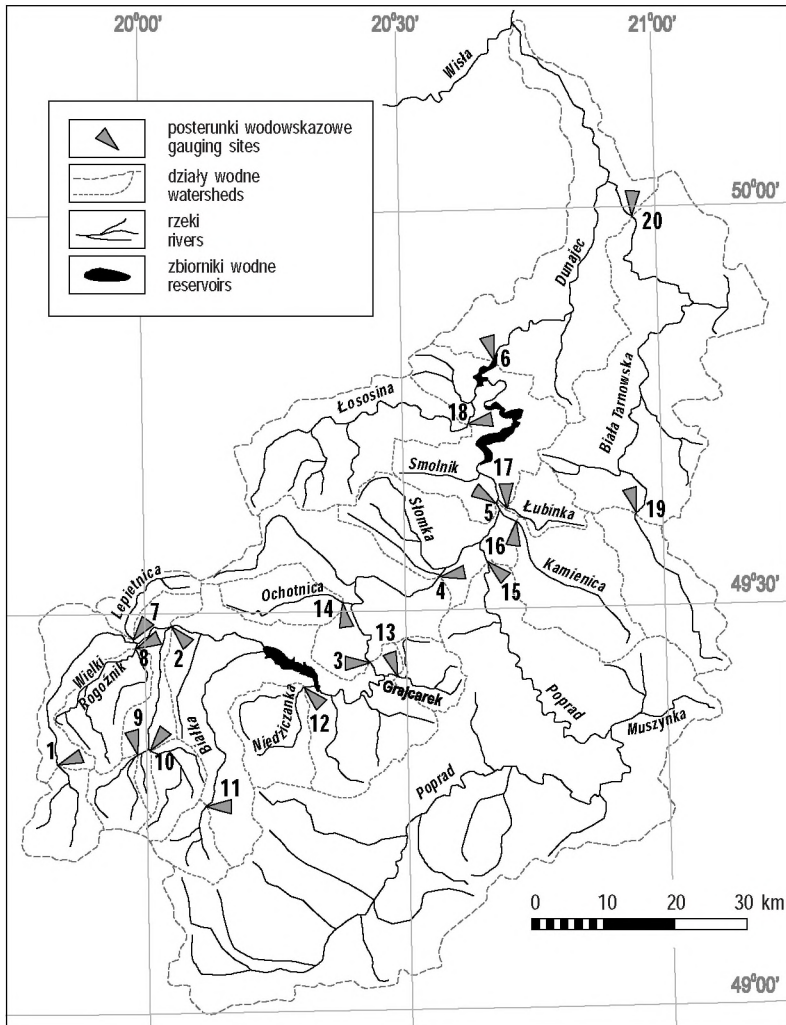 20°00'
20°30'
21°00'
Wisła
posterunki wodowskazowe
gauging sites
działy wodne
watersheds
rzeki
rivers
zbiorniki wodne
reservoirs
50°00'
20
Dunajec
6
Biała Tarnowska
Łososina
18
Smolnik
17
5
Łubinka
19
Słomka
16
Kamienica
4
15
49°30'
Lepietnica
Ochotnica
14
7
8
2
13
3
Wielki
Rogoźnik
Grajcarek
Niedziczanka
12
Białka
Poprad
Muszynka
9
10
1
11
Poprad
0 10 20 30 km
49°00'